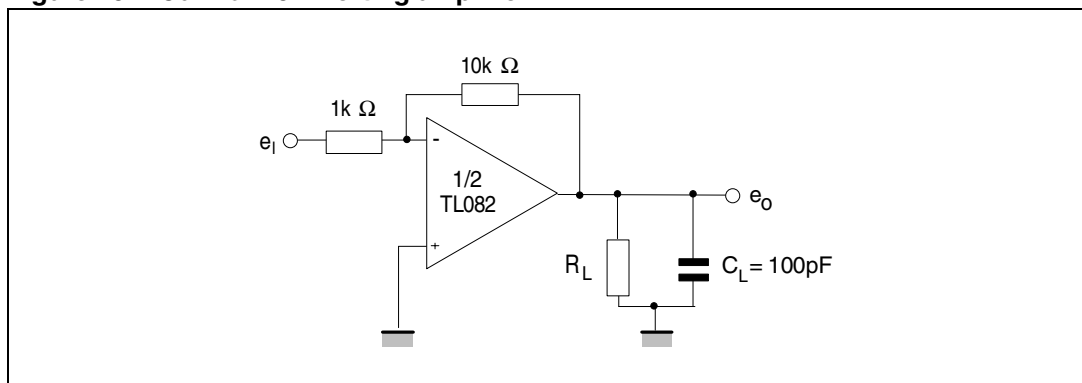 10k Ω
1k Ω
e_I
-
1/2
TL082
e_o
+
R_L
C_L = 100pF